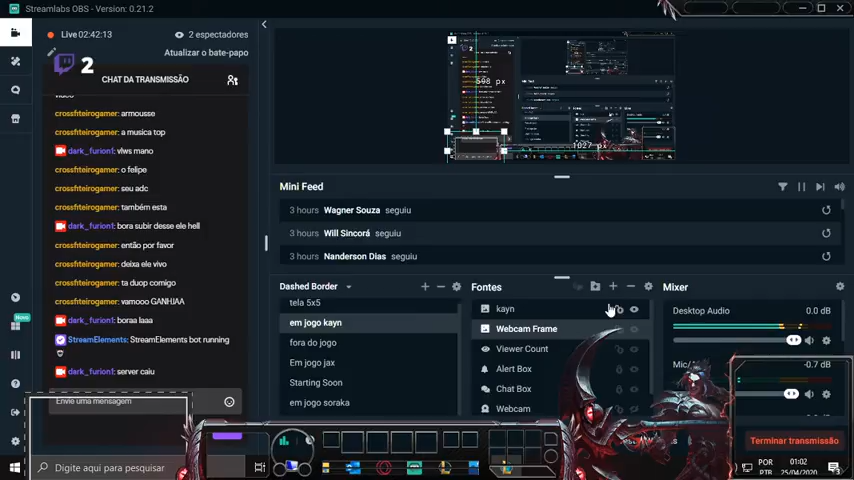 Streamlabs OBS - Version: 0.21.2
Live 02:42:13
2 espectadores
Atualizar o bate-papo
2
CHAT DA TRANSMISSÃO
crossfiteirogamer: armousse
crossfiteirogamer: a musica top
dark_furion1: vlws mano
crossfiteirogamer: o felipe
crossfiteirogamer: seu adc
crossfiteirogamer: também esta
dark_furion1: bora subir desse ele hell
crossfiteirogamer: então por favor
crossfiteirogamer: deixa ele vivo
crossfiteirogamer: ta duo comigo
crossfiteirogamer: vamooo GANHJAA
dark_furion1: boraa laaa
StreamElements: StreamElements bot running
dark_furion1: server caiu
Envie uma mensagem
Novo
598 px
1027 px
Mini Feed
3 hours Wagner Souza seguiu
3 hours Will Sincorá seguiu
3 hours Nanderson Dias seguiu
Dashed Border
tela 5x5
em jogo kayn
fora do jogo
Em jogo jax
Starting Soon
em jogo soraka
Fontes
kayn
Webcam Frame
Viewer Count
Alert Box
Chat Box
Webcam
Mixer
Desktop Audio 0.0 dB
Mic/ -0.7 dB
Terminar transmissão
Digite aqui para pesquisar
POR
PTB
01:02
25/04/2020
3